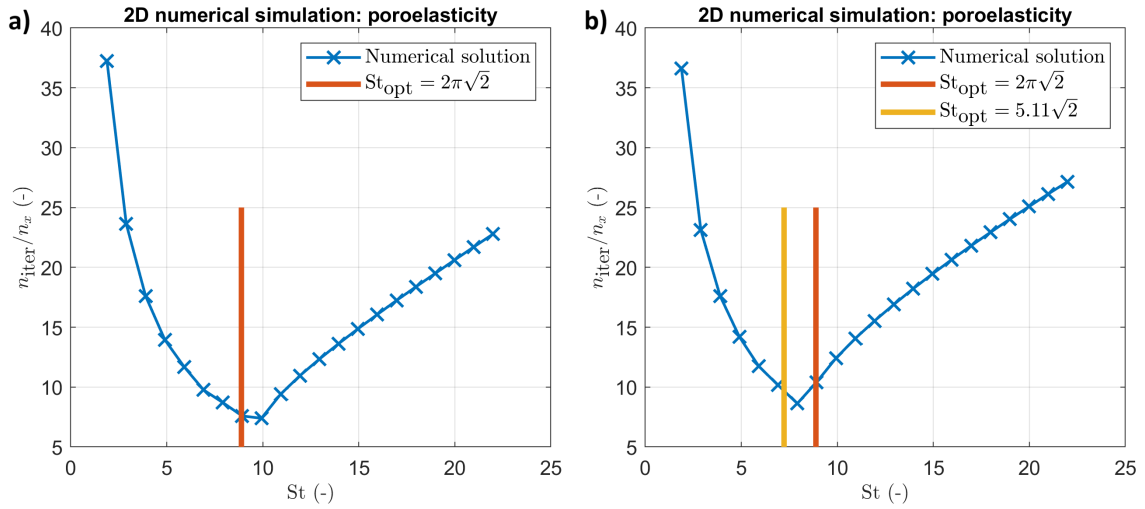 a)
2D numerical simulation: poroelasticity
40
35
30
25
20
15
10
5
n_iter/n_x (-)
0
5
10
15
20
25
St (-)
Numerical solution
St_opt = 2π√2
b)
2D numerical simulation: poroelasticity
40
35
30
25
20
15
10
5
n_iter/n_x (-)
0
5
10
15
20
25
St (-)
Numerical solution
St_opt = 2π√2
St_opt = 5.11√2